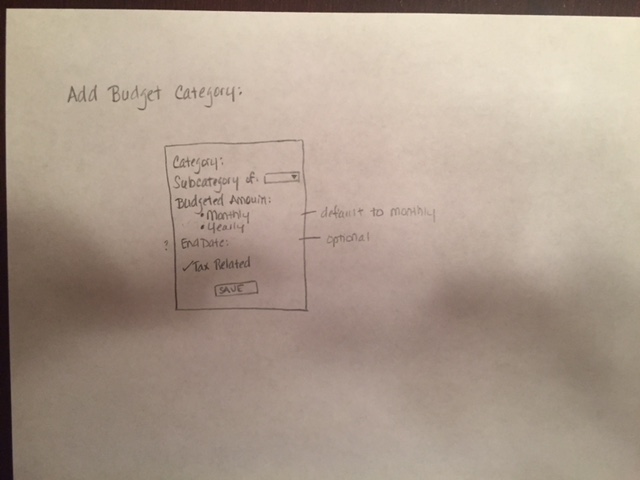 Add Budget Category:
Category:
Subcategory of:
Budgeted Amount:
• Monthly
• Yearly
default to monthly
? End Date:
optional
✓Tax Related
SAVE